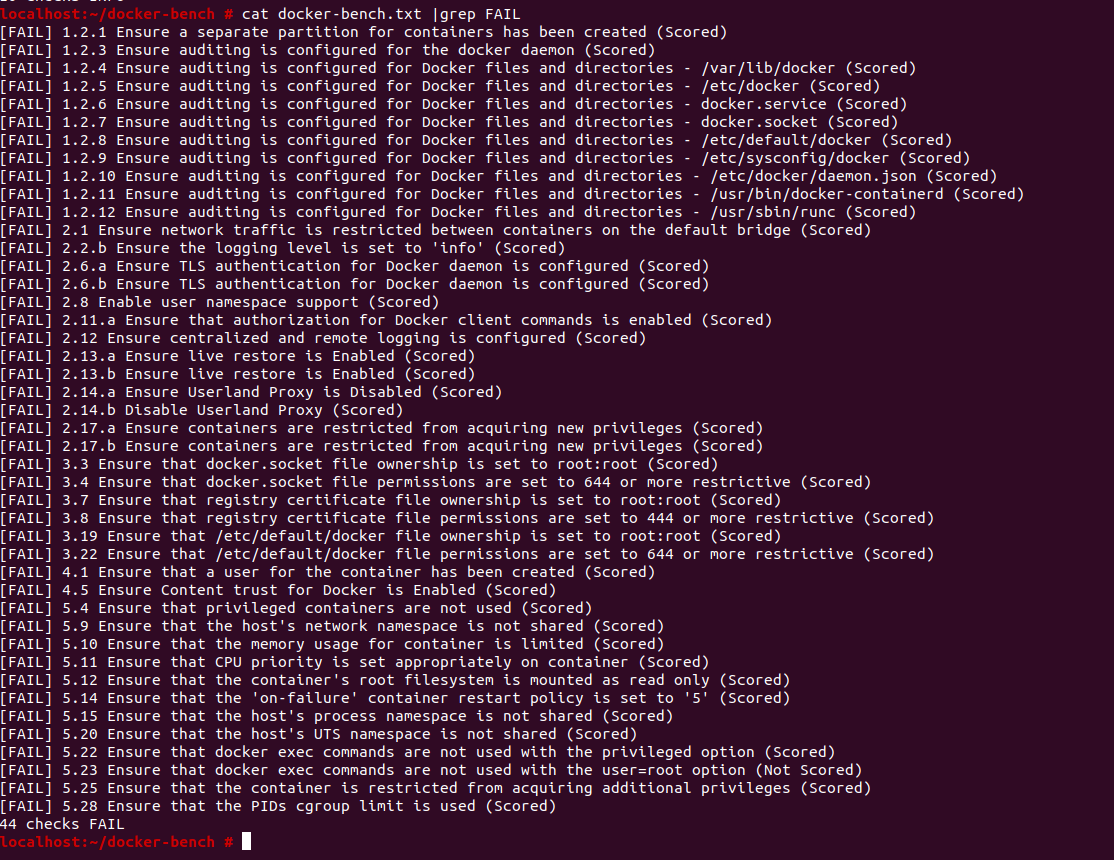 localhost:~/docker-bench # cat docker-bench.txt |grep FAIL
[FAIL] 1.2.1 Ensure a separate partition for containers has been created (Scored)
[FAIL] 1.2.3 Ensure auditing is configured for the docker daemon (Scored)
[FAIL] 1.2.4 Ensure auditing is configured for Docker files and directories - /var/lib/docker (Scored)
[FAIL] 1.2.5 Ensure auditing is configured for Docker files and directories - /etc/docker (Scored)
[FAIL] 1.2.6 Ensure auditing is configured for Docker files and directories - docker.service (Scored)
[FAIL] 1.2.7 Ensure auditing is configured for Docker files and directories - docker.socket (Scored)
[FAIL] 1.2.8 Ensure auditing is configured for Docker files and directories - /etc/default/docker (Scored)
[FAIL] 1.2.9 Ensure auditing is configured for Docker files and directories - /etc/sysconfig/docker (Scored)
[FAIL] 1.2.10 Ensure auditing is configured for Docker files and directories - /etc/docker/daemon.json (Scored)
[FAIL] 1.2.11 Ensure auditing is configured for Docker files and directories - /usr/bin/docker-containerd (Scored)
[FAIL] 1.2.12 Ensure auditing is configured for Docker files and directories - /usr/sbin/runc (Scored)
[FAIL] 2.1 Ensure network traffic is restricted between containers on the default bridge (Scored)
[FAIL] 2.2.b Ensure the logging level is set to 'info' (Scored)
[FAIL] 2.6.a Ensure TLS authentication for Docker daemon is configured (Scored)
[FAIL] 2.6.b Ensure TLS authentication for Docker daemon is configured (Scored)
[FAIL] 2.8 Enable user namespace support (Scored)
[FAIL] 2.11.a Ensure that authorization for Docker client commands is enabled (Scored)
[FAIL] 2.12 Ensure centralized and remote logging is configured (Scored)
[FAIL] 2.13.a Ensure live restore is Enabled (Scored)
[FAIL] 2.13.b Ensure live restore is Enabled (Scored)
[FAIL] 2.14.a Ensure Userland Proxy is Disabled (Scored)
[FAIL] 2.14.b Disable Userland Proxy (Scored)
[FAIL] 2.17.a Ensure containers are restricted from acquiring new privileges (Scored)
[FAIL] 2.17.b Ensure containers are restricted from acquiring new privileges (Scored)
[FAIL] 3.3 Ensure that docker.socket file ownership is set to root:root (Scored)
[FAIL] 3.4 Ensure that docker.socket file permissions are set to 644 or more restrictive (Scored)
[FAIL] 3.7 Ensure that registry certificate file ownership is set to root:root (Scored)
[FAIL] 3.8 Ensure that registry certificate file permissions are set to 444 or more restrictive (Scored)
[FAIL] 3.19 Ensure that /etc/default/docker file ownership is set to root:root (Scored)
[FAIL] 3.22 Ensure that /etc/default/docker file permissions are set to 644 or more restrictive (Scored)
[FAIL] 4.1 Ensure that a user for the container has been created (Scored)
[FAIL] 4.5 Ensure Content trust for Docker is Enabled (Scored)
[FAIL] 5.4 Ensure that privileged containers are not used (Scored)
[FAIL] 5.9 Ensure that the host's network namespace is not shared (Scored)
[FAIL] 5.10 Ensure that the memory usage for container is limited (Scored)
[FAIL] 5.11 Ensure that CPU priority is set appropriately on container (Scored)
[FAIL] 5.12 Ensure that the container's root filesystem is mounted as read only (Scored)
[FAIL] 5.14 Ensure that the 'on-failure' container restart policy is set to '5' (Scored)
[FAIL] 5.15 Ensure that the host's process namespace is not shared (Scored)
[FAIL] 5.20 Ensure that the host's UTS namespace is not shared (Scored)
[FAIL] 5.22 Ensure that docker exec commands are not used with the privileged option (Scored)
[FAIL] 5.23 Ensure that docker exec commands are not used with the user=root option (Not Scored)
[FAIL] 5.25 Ensure that the container is restricted from acquiring additional privileges (Scored)
[FAIL] 5.28 Ensure that the PIDs cgroup limit is used (Scored)
44 checks FAIL
localhost:~/docker-bench #